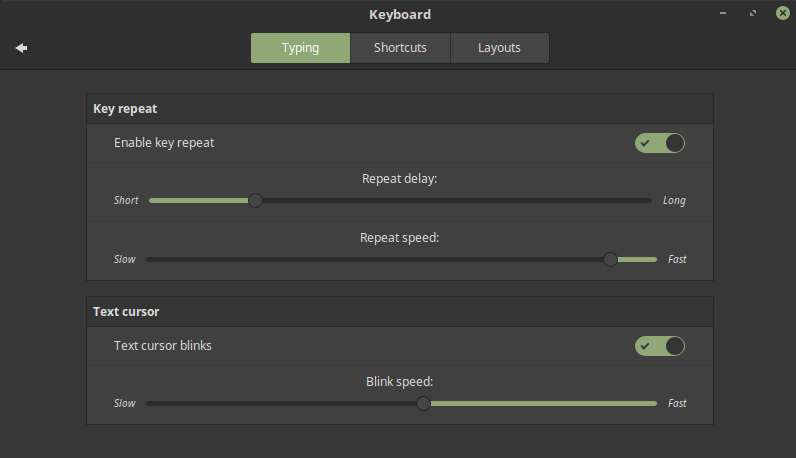 Keyboard
Typing Shortcuts Layouts
Key repeat
Enable key repeat
Repeat delay:
Short Long
Repeat speed:
Slow Fast
Text cursor
Text cursor blinks
Blink speed:
Slow Fast